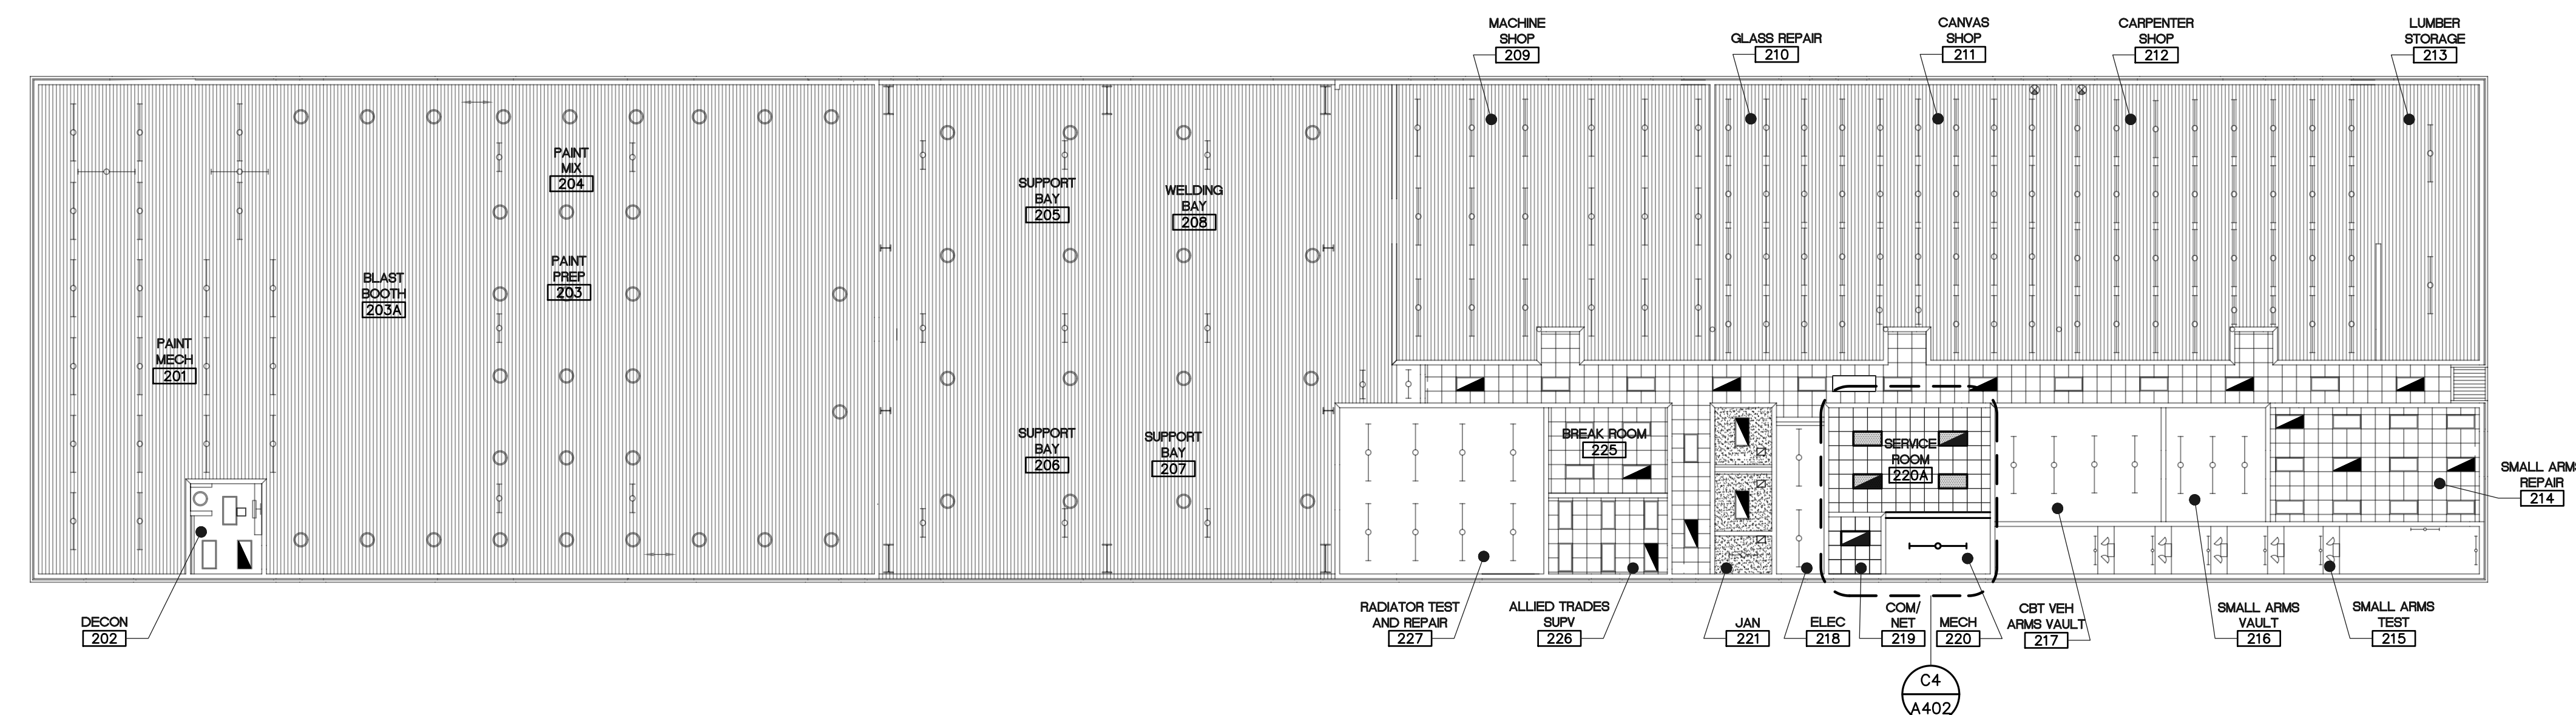 MACHINE
SHOP
209
GLASS REPAIR
210
CANVAS
SHOP
211
CARPENTER
SHOP
212
LUMBER
STORAGE
213
PAINT
MIX
204
SUPPORT
BAY
205
WELDING
BAY
208
BLAST
BOOTH
203A
PAINT
PREP
203
PAINT
MECH
201
SUPPORT
BAY
206
SUPPORT
BAY
207
BREAK ROOM
225
SERVICE
ROOM
220A
SMALL ARMS
REPAIR
214
DECON
202
RADIATOR TEST
AND REPAIR
227
ALLIED TRADES
SUPV
226
JAN
221
ELEC
218
COM/
NET
219
MECH
220
CBT VEH
ARMS VAULT
217
SMALL ARMS
VAULT
216
SMALL ARMS
TEST
215
C4
A402